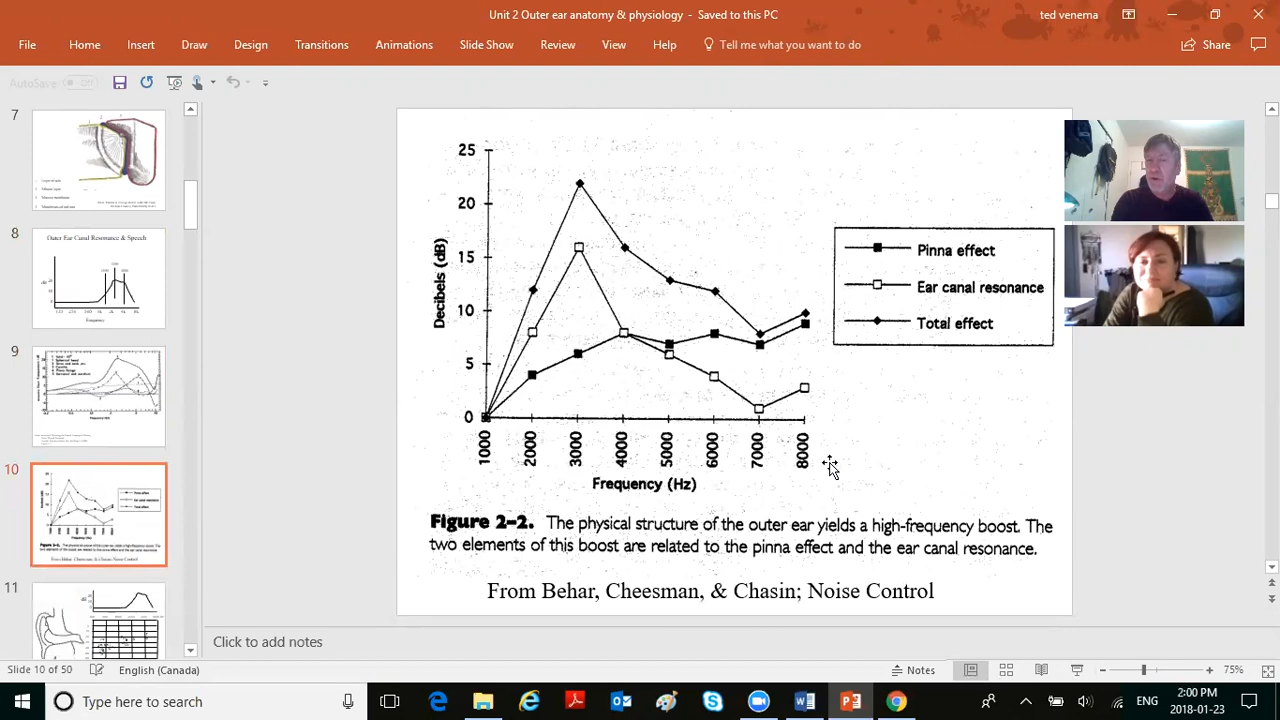 Unit 2 Outer ear anatomy & physiology - Saved to this PC
ted venema
File Home Insert Draw Design Transitions Animations Slide Show Review View Help Tell me what you want to do Share
AutoSave Off
7
8
Outer Ear Canal Resonance & Speech
Frequency
9
10
11
25
20
15
10
5
0
Decibels (dB)
1000 2000 3000 4000 5000 6000 7000 8000
Frequency (Hz)
Pinna effect
Ear canal resonance
Total effect
Figure 2–2. The physical structure of the outer ear yields a high-frequency boost. The
two elements of this boost are related to the pinna effect and the ear canal resonance.
From Behar, Cheesman, & Chasin; Noise Control
Click to add notes
Slide 10 of 50 English (Canada) Notes 75%
Type here to search
ENG
2:00 PM
2018-01-23